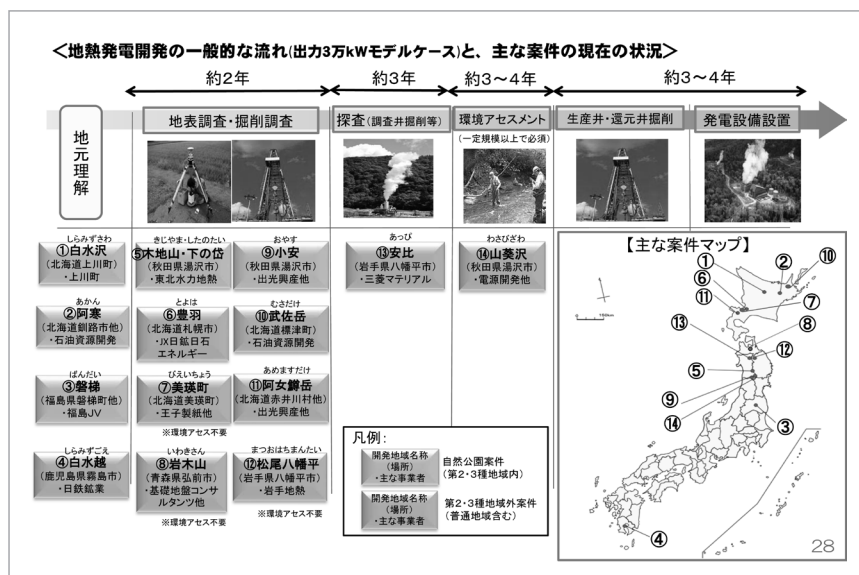 <地熱発電開発の一般的な流れ(出力3万kWモデルケース)と、主な案件の現在の状況>
約2年
約3年
約3～4年
約3～4年
地元理解
地表調査・掘削調査
探査(調査井掘削等)
環境アセスメント
(一定規模以上で必須)
生産井・還元井掘削
発電設備設置
しらみずさわ
①白水沢
(北海道上川町)
・上川町
あかん
②阿寒
(北海道釧路市他)
・石油資源開発
ばんだい
③磐梯
(福島県磐梯町他)
・福島JV
しらみずごえ
④白水越
(鹿児島県霧島市)
・日鉄鉱業
きじやま・したのたい
⑤木地山・下の岱
(秋田県湯沢市)
・東北水力地熱
とよは
⑥豊羽
(北海道札幌市)
・JX日鉱日石
エネルギー
びえいちょう
⑦美瑛町
(北海道美瑛町)
・王子製紙他
※環境アセス不要
いわきさん
⑧岩木山
(青森県弘前市)
・基礎地盤コンサ
ルタンツ他
※環境アセス不要
おやす
⑨小安
(秋田県湯沢市)
・出光興産他
むさだけ
⑩武佐岳
(北海道標津町)
・石油資源開発
あめますだけ
⑪阿女鱒岳
(北海道赤井川村他)
・出光興産他
まつおはちまんたい
⑫松尾八幡平
(岩手県八幡平市)
・岩手地熱
※環境アセス不要
あっぴ
⑬安比
(岩手県八幡平市)
・三菱マテリアル
わさびざわ
⑭山葵沢
(秋田県湯沢市)
・電源開発他
凡例:
開発地域名称
(場所)
・主な事業者
自然公園案件
(第2・3種地域内)
開発地域名称
(場所)
・主な事業者
第2・3種地域外案件
(普通地域含む)
【主な案件マップ】
①
②
⑩
⑥
⑪
⑦
⑬
⑧
⑫
⑤
⑨
⑭
③
④
0
150km
28